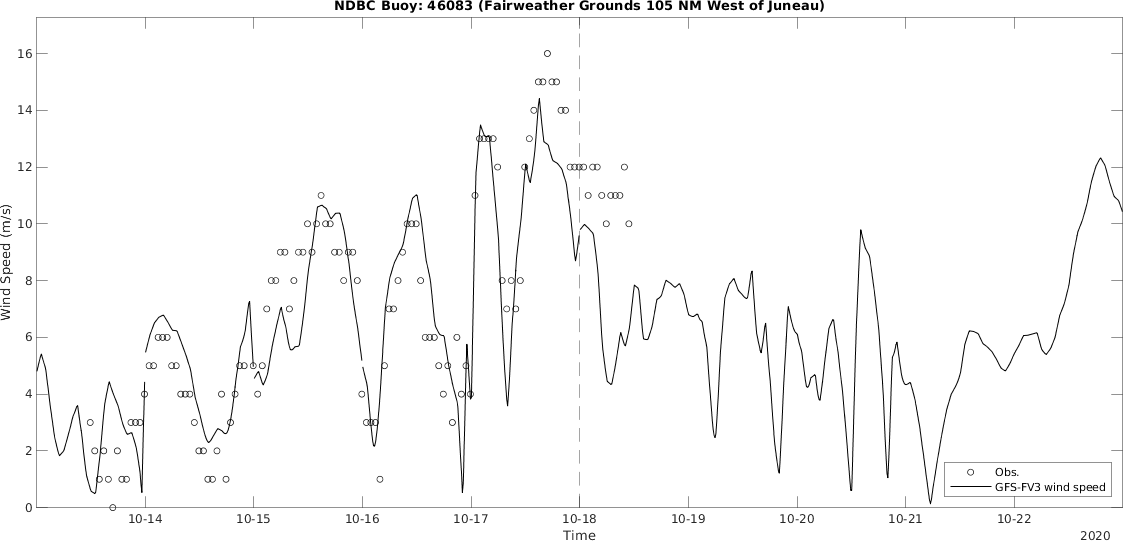 NDBC Buoy: 46083 (Fairweather Grounds 105 NM West of Juneau)
16
14
12
10
8
6
4
2
0
Wind Speed (m/s)
Obs.
GFS-FV3 wind speed
10-14 10-15 10-16 10-17 10-18 10-19 10-20 10-21 10-22
Time
2020